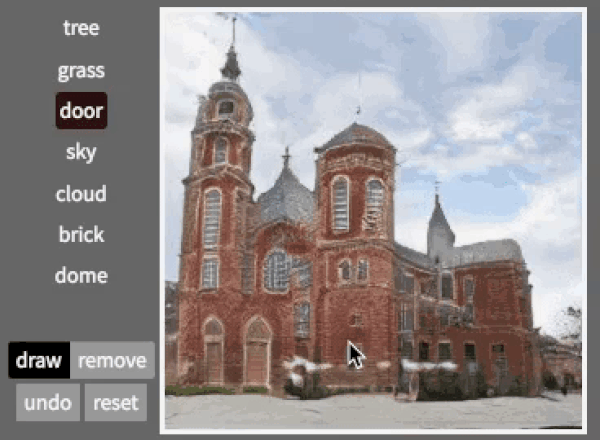 tree
grass
door
sky
cloud
brick
dome
draw remove
undo reset